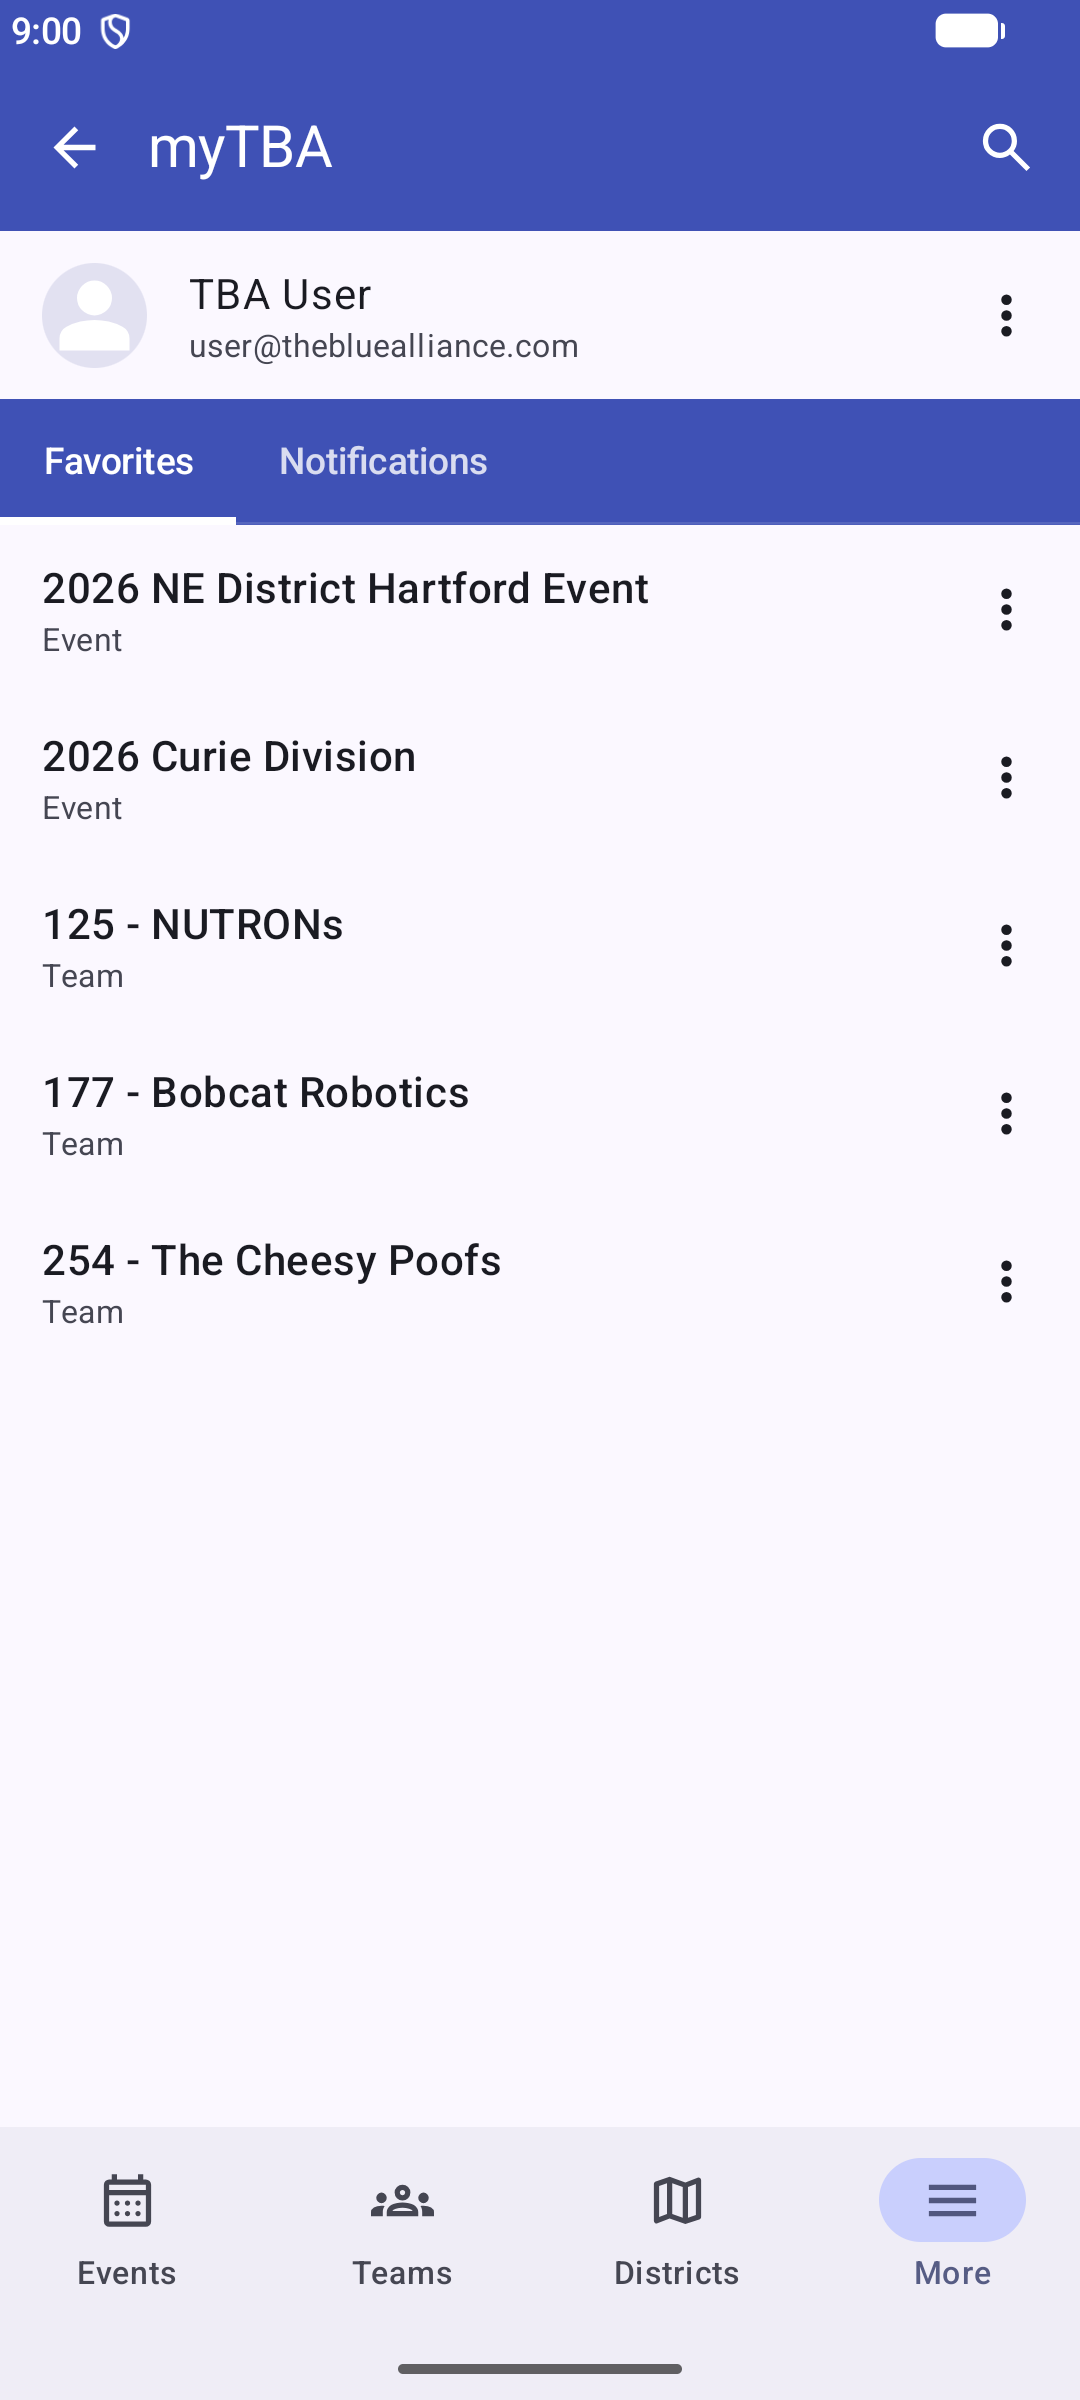 9:00
myTBA
TBA User
user@thebluealliance.com
Favorites
Notifications
2026 NE District Hartford Event
Event
2026 Curie Division
Event
125 - NUTRONs
Team
177 - Bobcat Robotics
Team
254 - The Cheesy Poofs
Team
Events
Teams
Districts
More